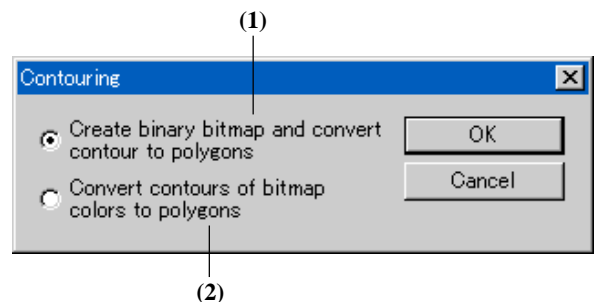 (1)
Contouring
Create binary bitmap and convert
contour to polygons
OK
Convert contours of bitmap
colors to polygons
Cancel
(2)